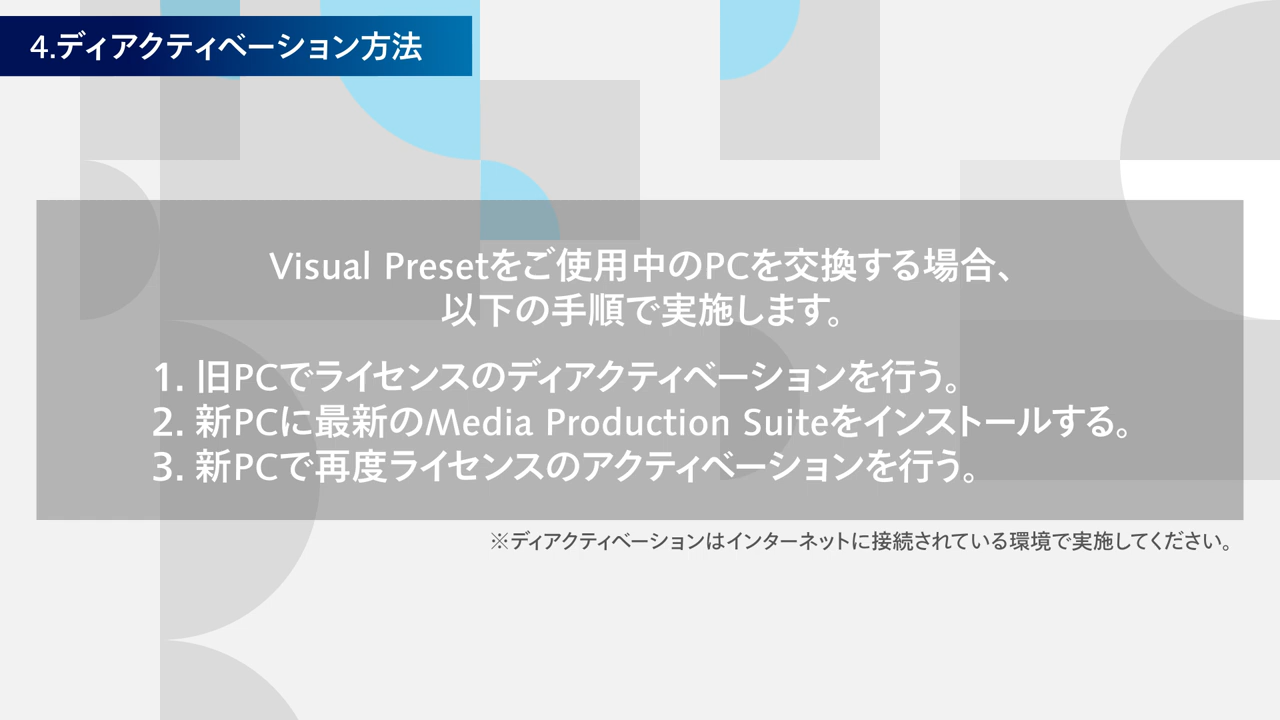 4.ディアクティベーション方法
Visual Presetをご使用中のPCを交換する場合、
以下の手順で実施します。
1. 旧PCでライセンスのディアクティベーションを行う。
2. 新PCに最新のMedia Production Suiteをインストールする。
3. 新PCで再度ライセンスのアクティベーションを行う。
※ディアクティベーションはインターネットに接続されている環境で実施してください。